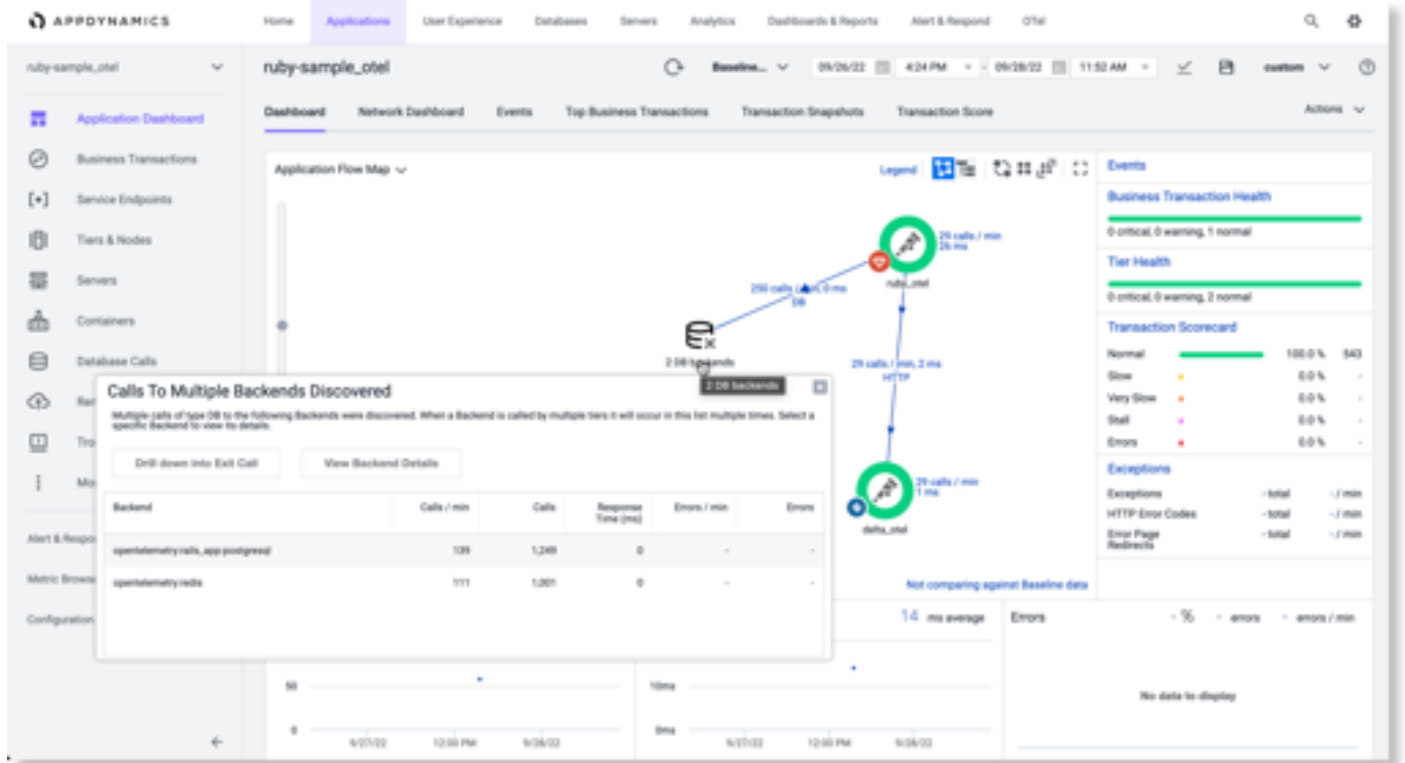 APPDYNAMICS
Home Applications User Experience Databases Servers Analytics Dashboards & Reports Alert & Respond OTel
ruby-sample_otel
ruby-sample_otel
Baseline... 09/26/22 4:24 PM - 09/28/22 11:52 AM custom
Dashboard Network Dashboard Events Top Business Transactions Transaction Snapshots Transaction Score Actions
Application Dashboard
Business Transactions
Service Endpoints
Tiers & Nodes
Servers
Containers
Database Calls
Alert & Respo
Metric Brows
Configuration
Application Flow Map
Legend
29 calls / min
26 ms
ruby_otel
250 calls / min, 0 ms
DB
2 DB backends
2 DB backends
29 calls / min, 2 ms
HTTP
29 calls / min
1 ms
delta_otel
Not comparing against Baseline data
Events
Business Transaction Health
0 critical, 0 warning, 1 normal
Tier Health
0 critical, 0 warning, 2 normal
Transaction Scorecard
Normal 100.0 % 543
Slow 0.0 % -
Very Slow 0.0 % -
Stall 0.0 % -
Errors 0.0 % -
Exceptions
Exceptions - total - / min
HTTP Error Codes - total - / min
Error Page Redirects - total - / min
Calls To Multiple Backends Discovered
Multiple calls of type DB to the following Backends were discovered. When a Backend is called by multiple tiers it will occur in this list multiple times. Select a
specific Backend to view its details.
Drill down into Exit Call View Backend Details
Backend Calls / min Calls Response Time (ms) Errors / min Errors
opentelemetry:rails_app:postgresql 139 1,249 0 - -
opentelemetry:redis 111 1,001 0 - -
14 ms average
Errors - % - errors - errors / min
50
0
9/27/22 12:00 PM 9/28/22
10ms
0ms
9/27/22 12:00 PM 9/28/22
No data to display